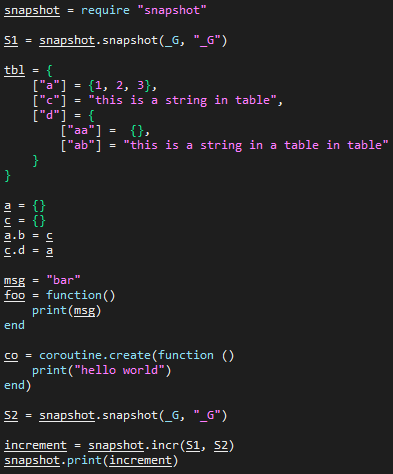 snapshot = require "snapshot"

S1 = snapshot.snapshot(_G, "_G")

tbl = {
    ["a"] = {1, 2, 3},
    ["c"] = "this is a string in table",
    ["d"] = {
        ["aa"] =  {},
        ["ab"] = "this is a string in a table in table"
    }
}

a = {}
c = {}
a.b = c
c.d = a

msg = "bar"
foo = function()
    print(msg)
end

co = coroutine.create(function ()
    print("hello world")
end)

S2 = snapshot.snapshot(_G, "_G")

increment = snapshot.incr(S1, S2)
snapshot.print(increment)